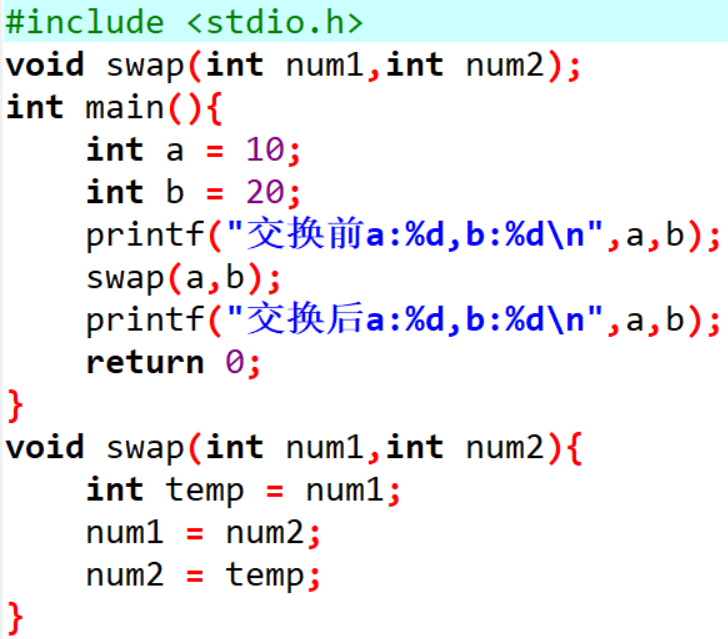 #include <stdio.h>
void swap(int num1,int num2);
int main(){
    int a = 10;
    int b = 20;
    printf("交换前a:%d,b:%d\n",a,b);
    swap(a,b);
    printf("交换后a:%d,b:%d\n",a,b);
    return 0;
}
void swap(int num1,int num2){
    int temp = num1;
    num1 = num2;
    num2 = temp;
}